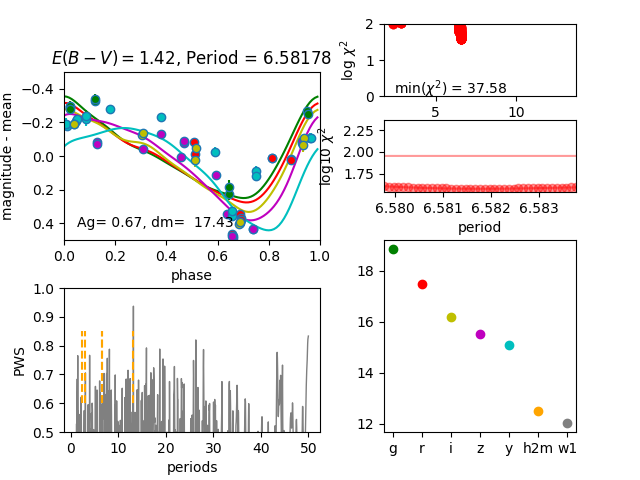 E(B − V) = 1.42, Period = 6.58178
magnitude - mean
−0.4
−0.2
0.0
0.2
0.4
Ag= 0.67, dm= 17.43
0.0 0.2 0.4 0.6 0.8 1.0
phase
log χ²
2
1
0
min(χ²) = 37.58
5 10
log10 χ²
2.25
2.00
1.75
6.580 6.581 6.582 6.583
period
PWS
1.0
0.9
0.8
0.7
0.6
0.5
0 10 20 30 40 50
periods
18
16
14
12
g r i z y h2m w1